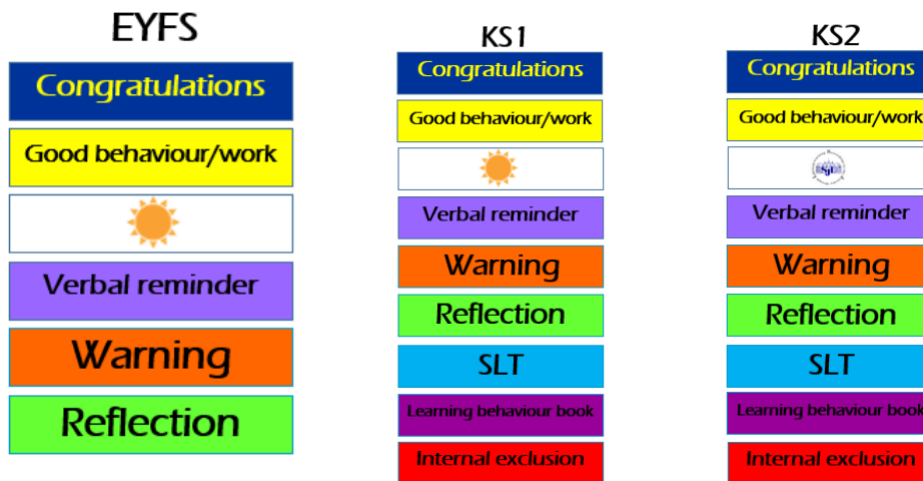 EYFS
Congratulations
Good behaviour/work
Verbal reminder
Warning
Reflection
KS1
Congratulations
Good behaviour/work
Verbal reminder
Warning
Reflection
SLT
Learning behaviour book
Internal exclusion
KS2
Congratulations
Good behaviour/work
Verbal reminder
Warning
Reflection
SLT
Learning behaviour book
Internal exclusion